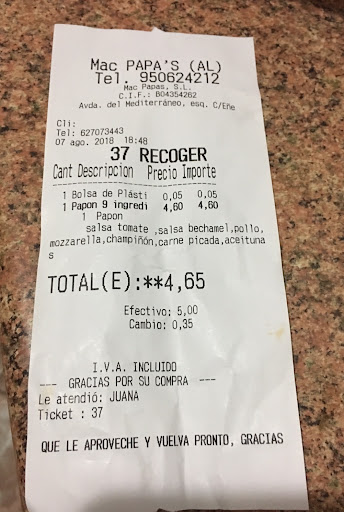 Mac PAPA'S (AL)
Tel. 950624212
Mac Papas, S.L.
C.I.F.: B04354262
Avda. del Mediterráneo, esq. C/Eñe
Cli:
Tel: 627073443
07 ago. 2018 18:48
37 RECOGER
Cant Descripcion Precio Importe
1 Bolsa de Plásti 0,05 0,05
1 Papon 9 ingredi 4,60 4,60
1 Papon
salsa tomate ,salsa bechamel,pollo,
mozzarella,champiñón,carne picada,aceituna
s
TOTAL(E):**4,65
Efectivo: 5,00
Cambio: 0,35
I.V.A. INCLUIDO
--- GRACIAS POR SU COMPRA ---
Le atendió: JUANA
Ticket : 37
QUE LE APROVECHE Y VUELVA PRONTO, GRACIAS